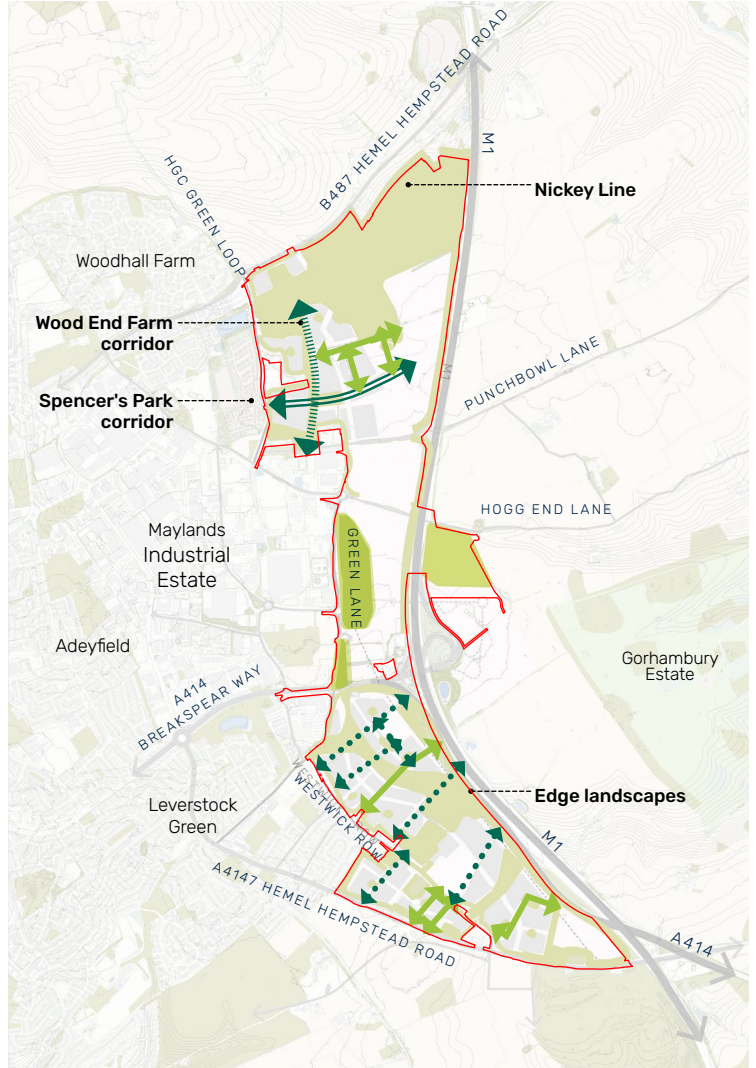 B487 HEMEL HEMPSTEAD ROAD
M1
HGC GREEN LOOP
Nickey Line
Woodhall Farm
Wood End Farm
corridor
Spencer's Park
corridor
M1
PUNCHBOWL LANE
HOGG END LANE
Maylands
Industrial
Estate
GREEN LANE
Adeyfield
Gorhambury
Estate
A414
BREAKSPEAR WAY
Leverstock
Green
WESTWICK ROW
Edge landscapes
M1
A4147 HEMEL HEMPSTEAD ROAD
A414